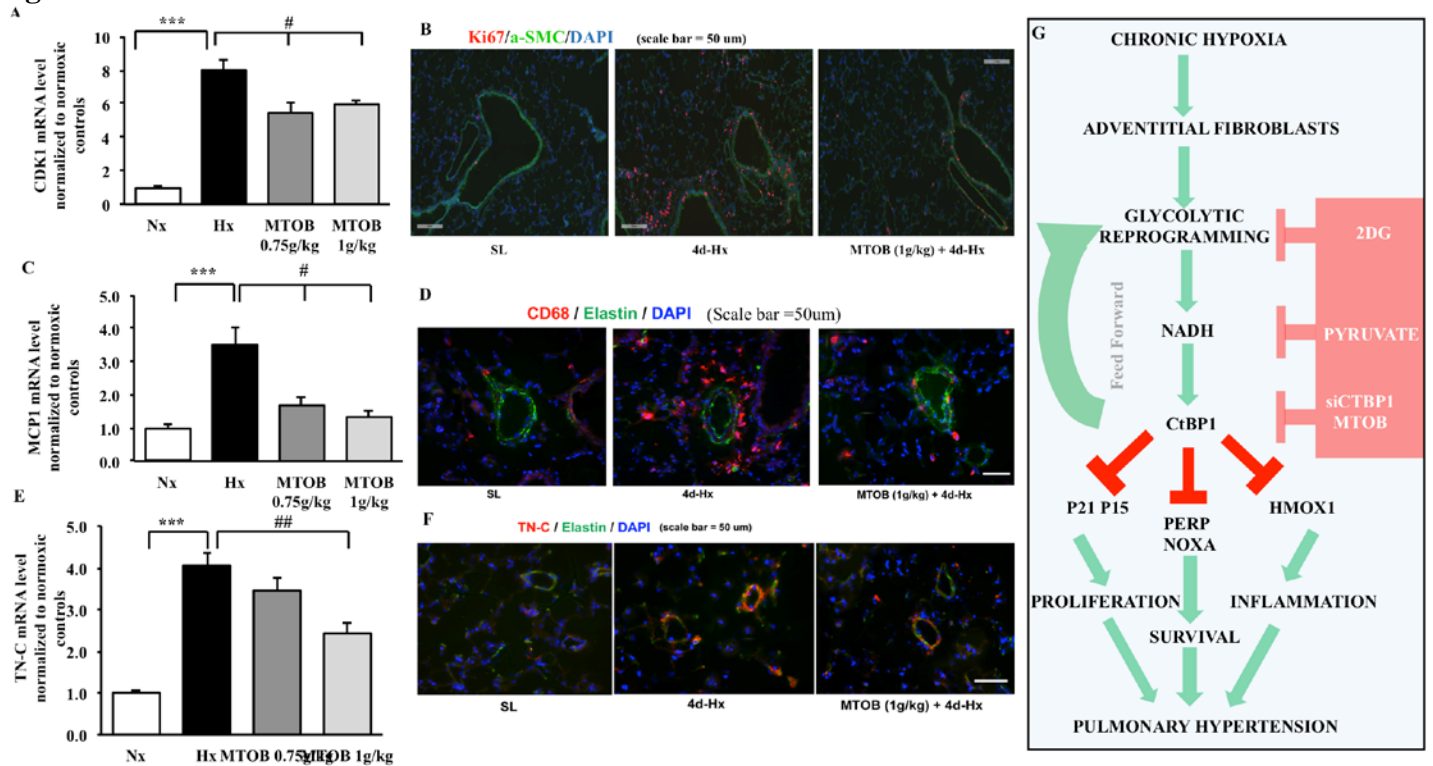 A
***
#
CDK1 mRNA level
normalized to normoxic
controls
10
8
6
4
2
0
Nx
Hx
MTOB
0.75g/kg
MTOB
1g/kg
B
Ki67/a-SMC/DAPI (scale bar = 50 um)
SL
4d-Hx
MTOB (1g/kg) + 4d-Hx
C
***
#
MCP1 mRNA level
normalized to normoxic
controls
5.0
4.0
3.0
2.0
1.0
0.0
Nx
Hx
MTOB
0.75g/kg
MTOB
1g/kg
D
CD68 / Elastin / DAPI (Scale bar =50um)
SL
4d-Hx
MTOB (1g/kg) + 4d-Hx
E
***
##
TN-C mRNA level
normalized to normoxic
controls
5.0
4.0
3.0
2.0
1.0
0.0
Nx
Hx
MTOB 0.75g/kg
MTOB 1g/kg
F
TN-C / Elastin / DAPI (scale bar = 50 um)
SL
4d-Hx
MTOB (1g/kg) + 4d-Hx
G
CHRONIC HYPOXIA
ADVENTITIAL FIBROBLASTS
GLYCOLYTIC
REPROGRAMMING
2DG
Feed Forward
NADH
PYRUVATE
siCTBP1
MTOB
CtBP1
P21 P15
PERP
NOXA
HMOX1
PROLIFERATION
INFLAMMATION
SURVIVAL
PULMONARY HYPERTENSION